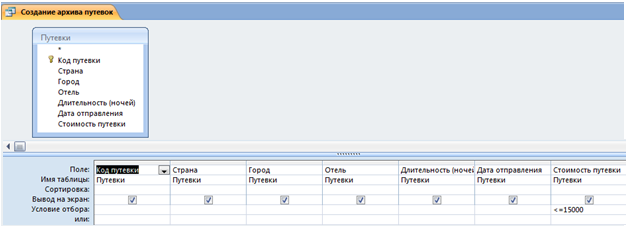 Создание архива путевок
Путевки
*
Код путевки
Страна
Город
Отель
Длительность (ночей)
Дата отправления
Стоимость путевки
Поле: Код путевки Страна Город Отель Длительность (ночей Дата отправления Стоимость путевки
Имя таблицы: Путевки Путевки Путевки Путевки Путевки Путевки Путевки
Сортировка:
Вывод на экран:
Условие отбора: <=15000
или: